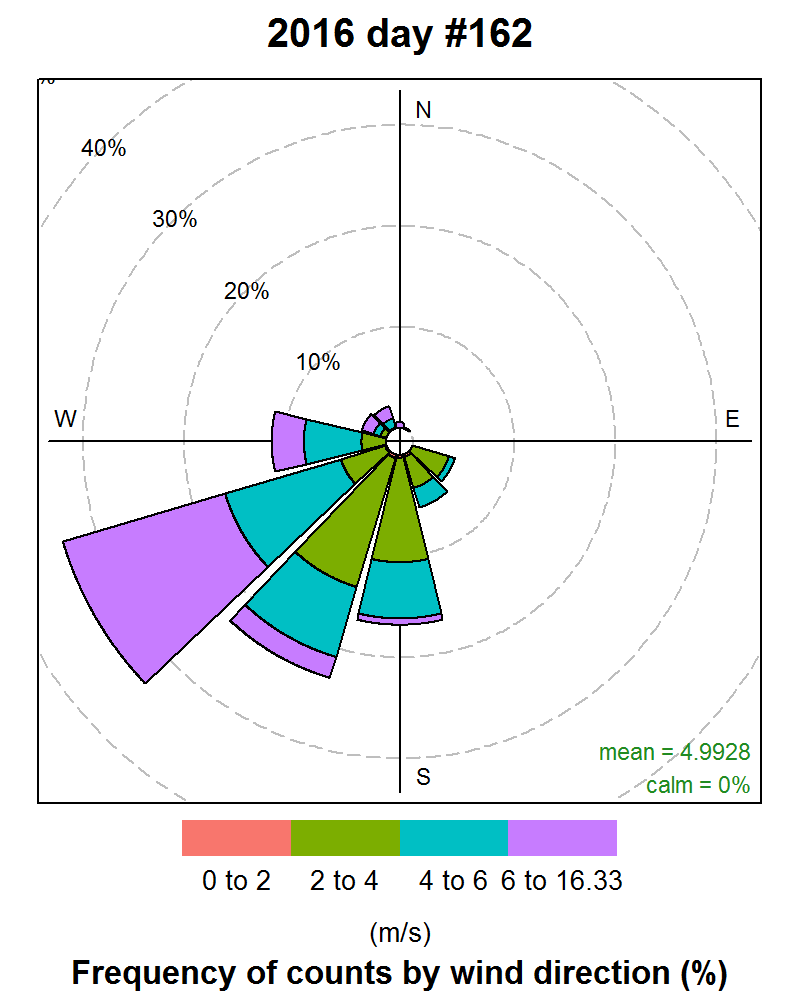 2016 day #162
%
N
40%
30%
20%
10%
W
E
S
mean = 4.9928
calm = 0%
0 to 2 2 to 4 4 to 6 6 to 16.33
(m/s)
Frequency of counts by wind direction (%)